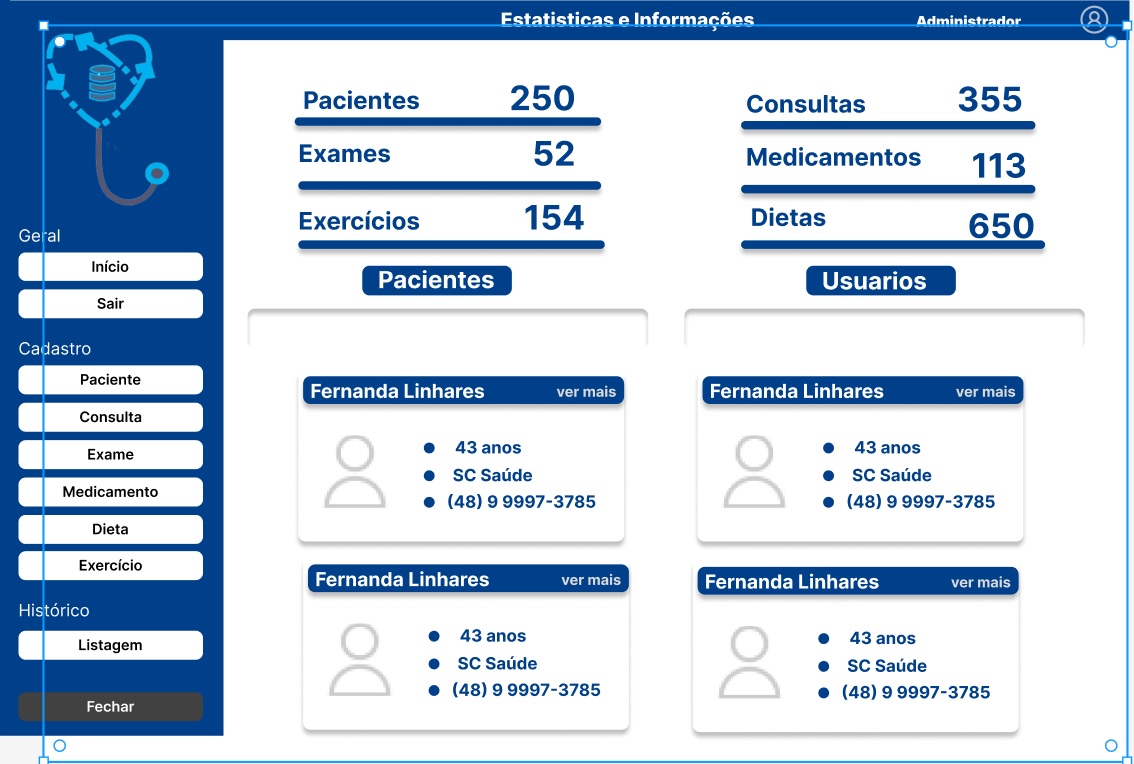 Estatisticas e Informações
Administrador
Geral
Início
Sair
Cadastro
Paciente
Consulta
Exame
Medicamento
Dieta
Exercício
Histórico
Listagem
Fechar
Pacientes 250
Exames 52
Exercícios 154
Consultas 355
Medicamentos 113
Dietas 650
Pacientes
Fernanda Linhares ver mais
43 anos
SC Saúde
(48) 9 9997-3785
Fernanda Linhares ver mais
43 anos
SC Saúde
(48) 9 9997-3785
Usuarios
Fernanda Linhares ver mais
43 anos
SC Saúde
(48) 9 9997-3785
Fernanda Linhares ver mais
43 anos
SC Saúde
(48) 9 9997-3785